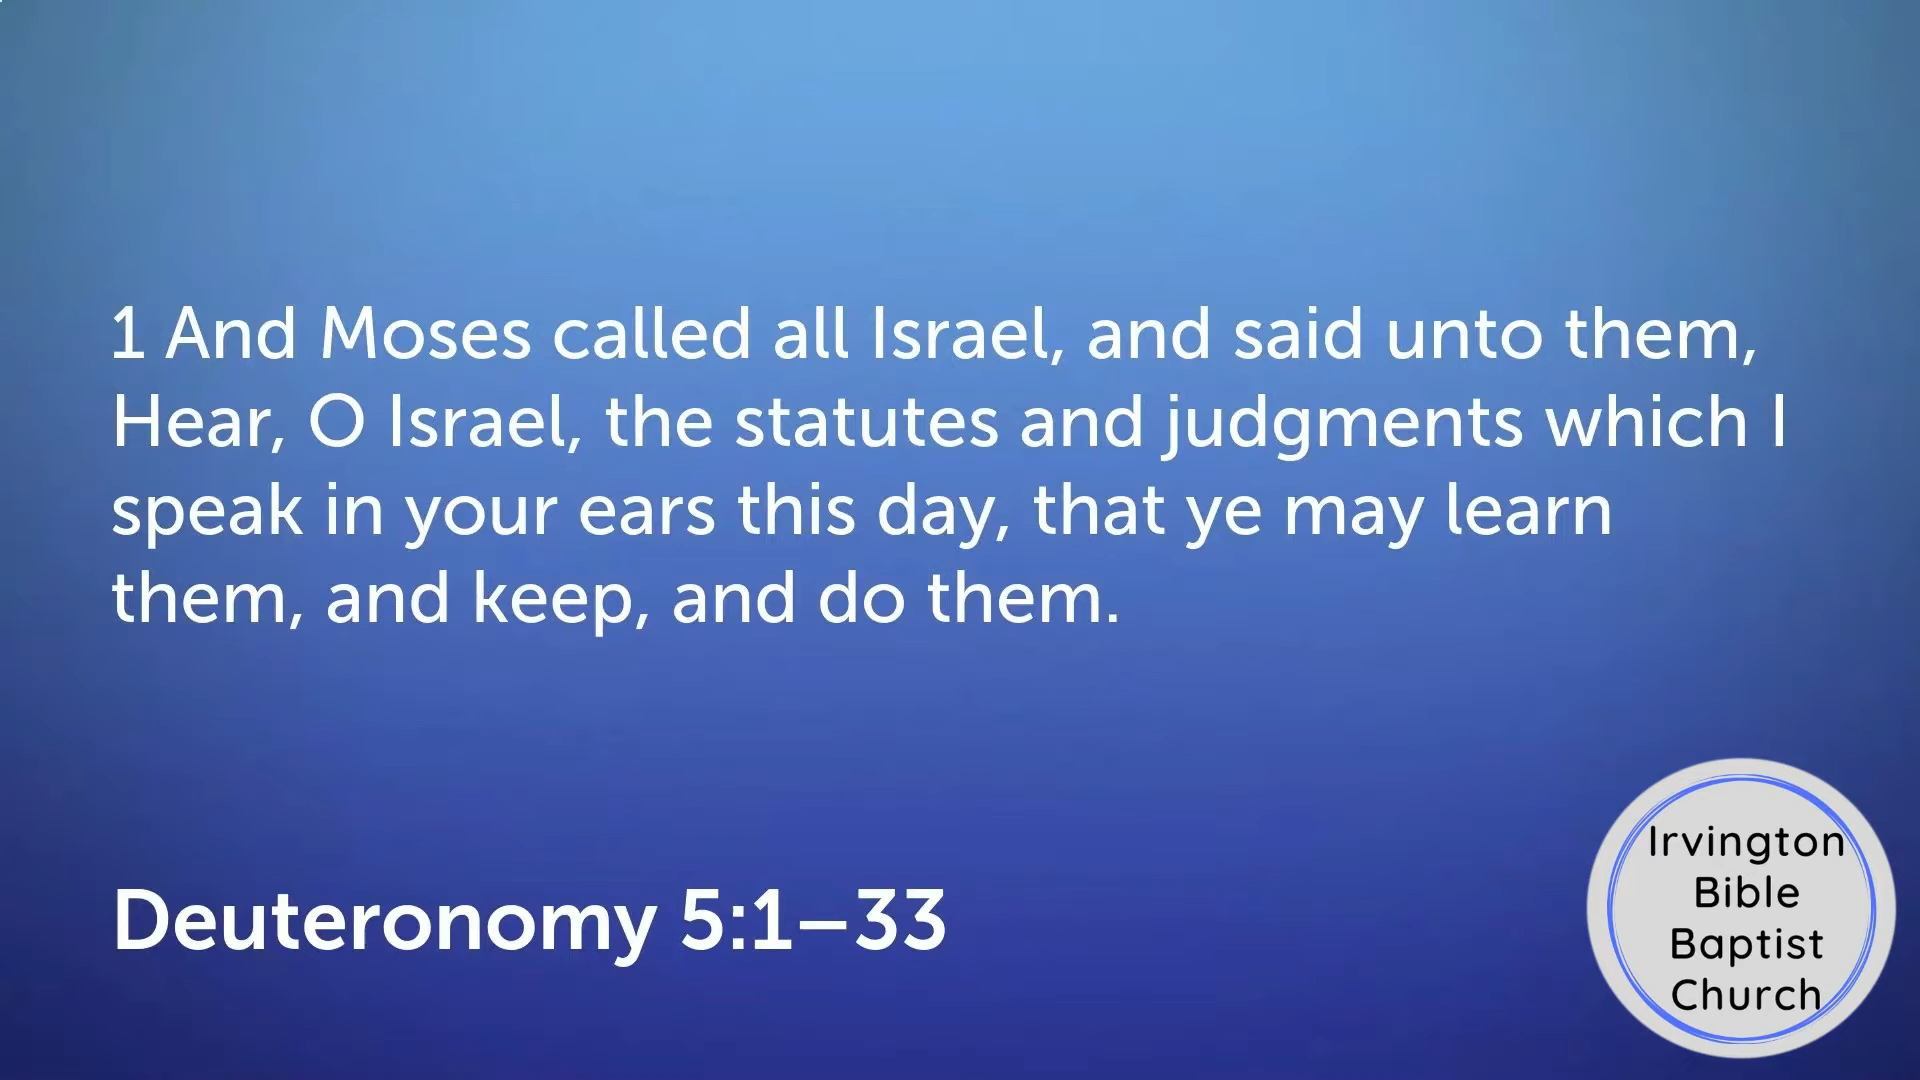 1 And Moses called all Israel, and said unto them,
Hear, O Israel, the statutes and judgments which I
speak in your ears this day, that ye may learn
them, and keep, and do them.
Deuteronomy 5:1–33
Irvington
Bible
Baptist
Church